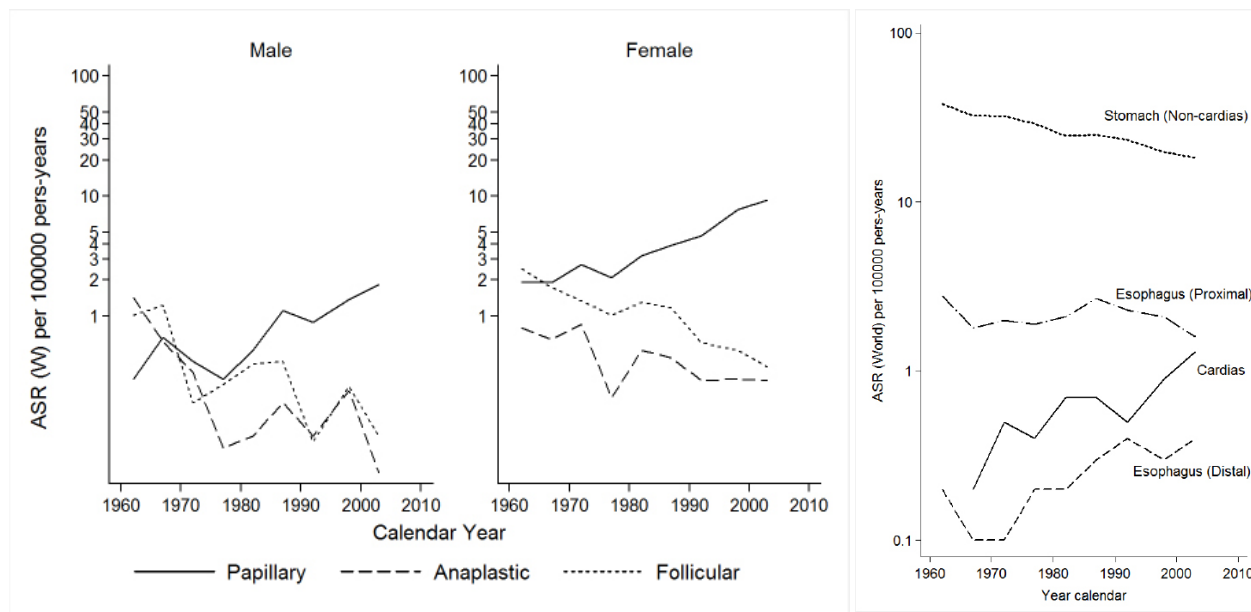 Male
Female
ASR (W) per 100000 pers-years
100
50
40
30
20
10
5
4
3
2
1
1960 1970 1980 1990 2000 2010
100
50
40
30
20
10
5
4
3
2
1
1960 1970 1980 1990 2000 2010
Calendar Year
Papillary Anaplastic Follicular
ASR (World) per 100000 pers-years
100
10
1
0.1
Stomach (Non-cardias)
Esophagus (Proximal)
Cardias
Esophagus (Distal)
1960 1970 1980 1990 2000 2010
Year calendar